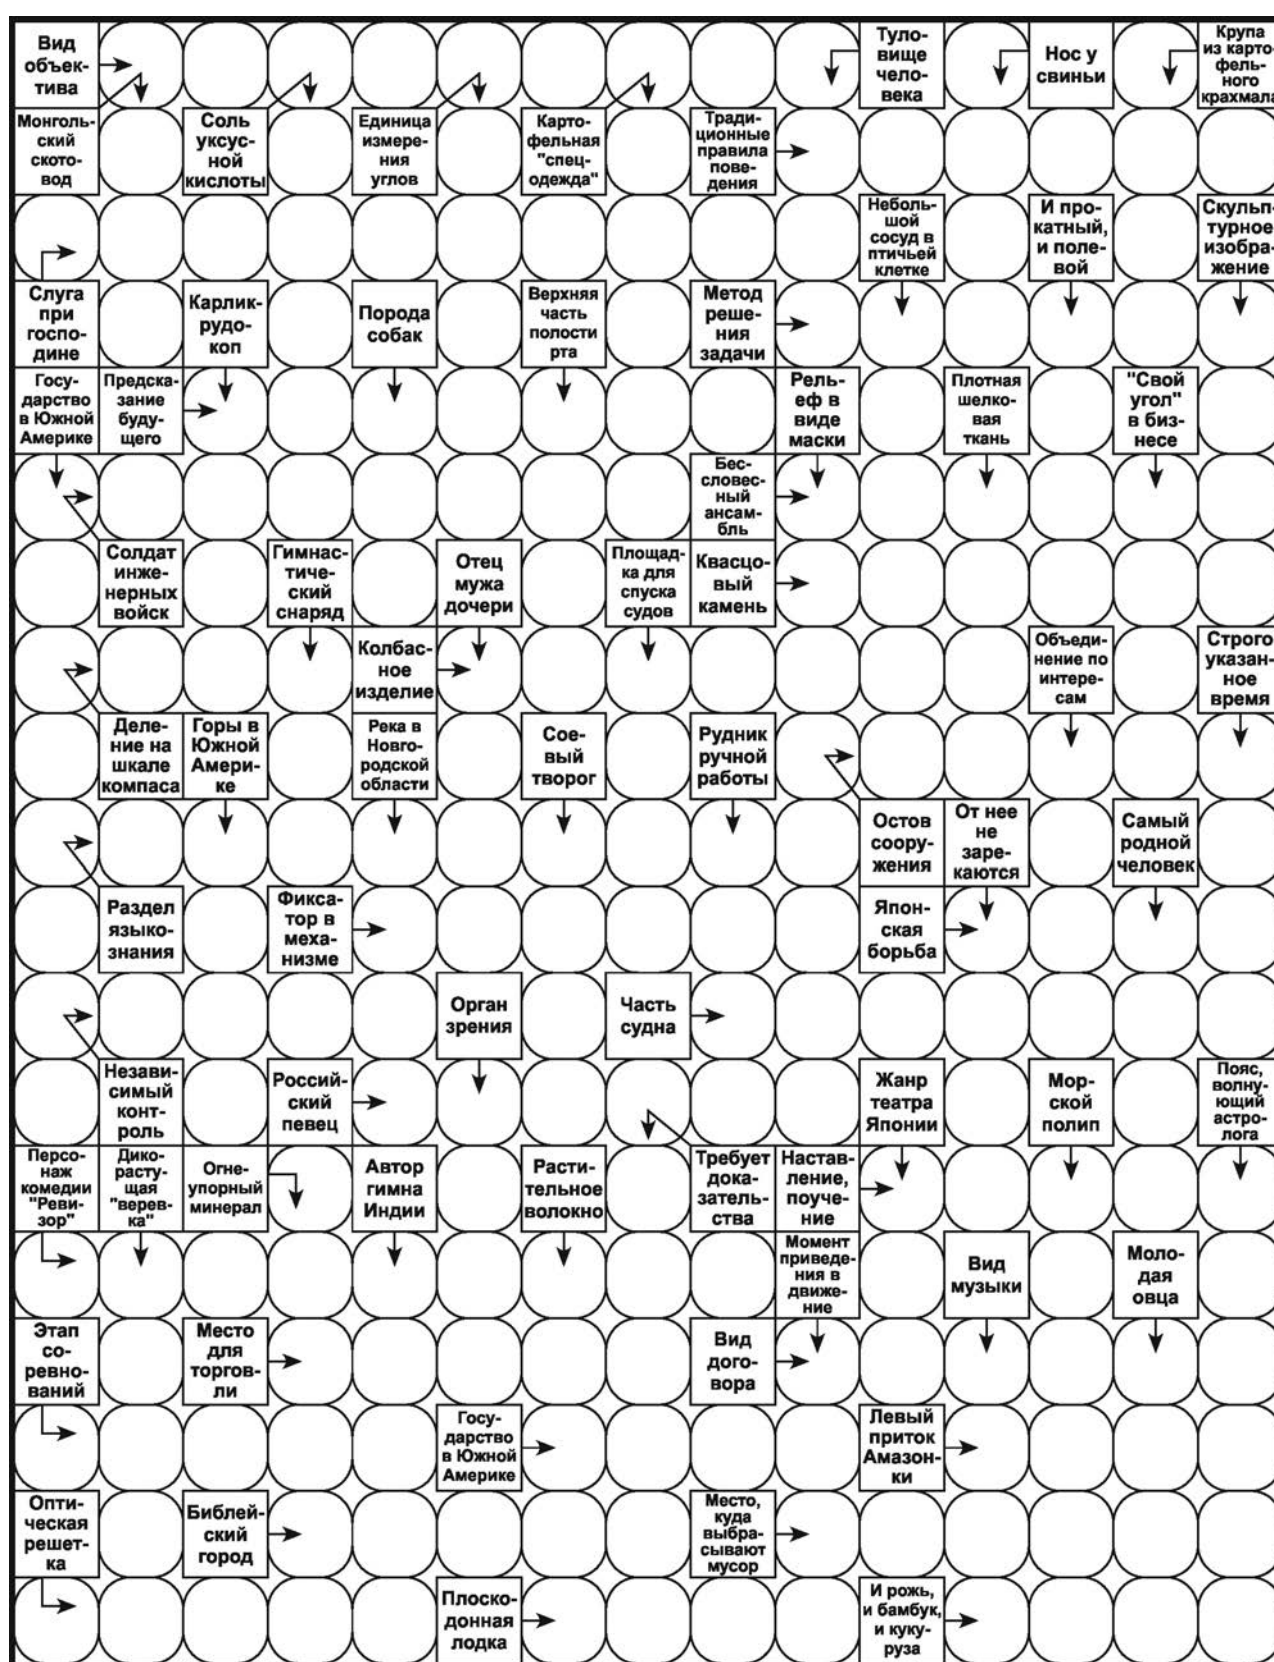 Вид
объек-
тива
Туло-
вище
чело-
века
Нос у
свиньи
Крупа
из карто-
фель-
ного
крахмала
Монголь-
ский
ското-
вод
Соль
уксус-
ной
кислоты
Единица
измере-
ния
углов
Карто-
фельная
"спец-
одежда"
Тради-
ционные
правила
пове-
дения
Неболь-
шой
сосуд в
птичьей
клетке
И про-
катный,
и поле-
вой
Скульп-
турное
изобра-
жение
Слуга
при
госпо-
дине
Карлик-
рудо-
коп
Порода
собак
Верхняя
часть
полости
рта
Метод
реше-
ния
задачи
Госу-
дарство
в Южной
Америке
Предска-
зание
буду-
щего
Рель-
еф в
виде
маски
Плотная
шелко-
вая
ткань
"Свой
угол"
в биз-
несе
Бес-
словес-
ный
ансам-
бль
Солдат
инже-
нерных
войск
Гимнас-
тиче-
ский
снаряд
Отец
мужа
дочери
Площад-
ка для
спуска
судов
Квасцо-
вый
камень
Колбас-
ное
изделие
Объеди-
нение по
интере-
сам
Строго
указан-
ное
время
Деле-
ние на
шкале
компаса
Горы в
Южной
Амери-
ке
Река в
Новго-
родской
области
Сое-
вый
творог
Рудник
ручной
работы
Остов
соору-
жения
От нее
не
заре-
каются
Самый
родной
человек
Раздел
языко-
знания
Фикса-
тор в
меха-
низме
Япон-
ская
борьба
Орган
зрения
Часть
судна
Незави-
симый
конт-
роль
Россий-
ский
певец
Жанр
театра
Японии
Мор-
ской
полип
Пояс,
волну-
ющий
астро-
лога
Персо-
наж
комедии
"Реви-
зор"
Дико-
расту-
щая
"верев-
ка"
Огне-
упорный
минерал
Автор
гимна
Индии
Расти-
тельное
волокно
Требует
дока-
затель-
ства
Настав-
ление,
поуче-
ние
Момент
приведе-
ния в
движе-
ние
Вид
музыки
Моло-
дая
овца
Этап
со-
ревно-
ваний
Место
для
торгов-
ли
Вид
дого-
вора
Госу-
дарство
в Южной
Америке
Левый
приток
Амазон-
ки
Опти-
ческая
решет-
ка
Библей-
ский
город
Место,
куда
выбра-
сывают
мусор
Плоско-
донная
лодка
И рожь,
и бамбук,
и куку-
руза